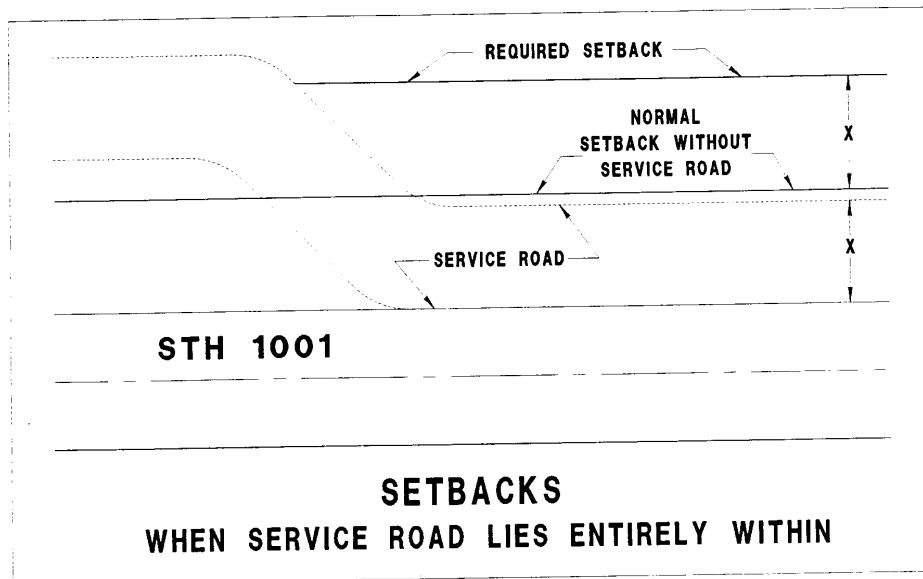 REQUIRED SETBACK
NORMAL
SETBACK WITHOUT
SERVICE ROAD
X
X
SERVICE ROAD
STH 1001
SETBACKS
WHEN SERVICE ROAD LIES ENTIRELY WITHIN